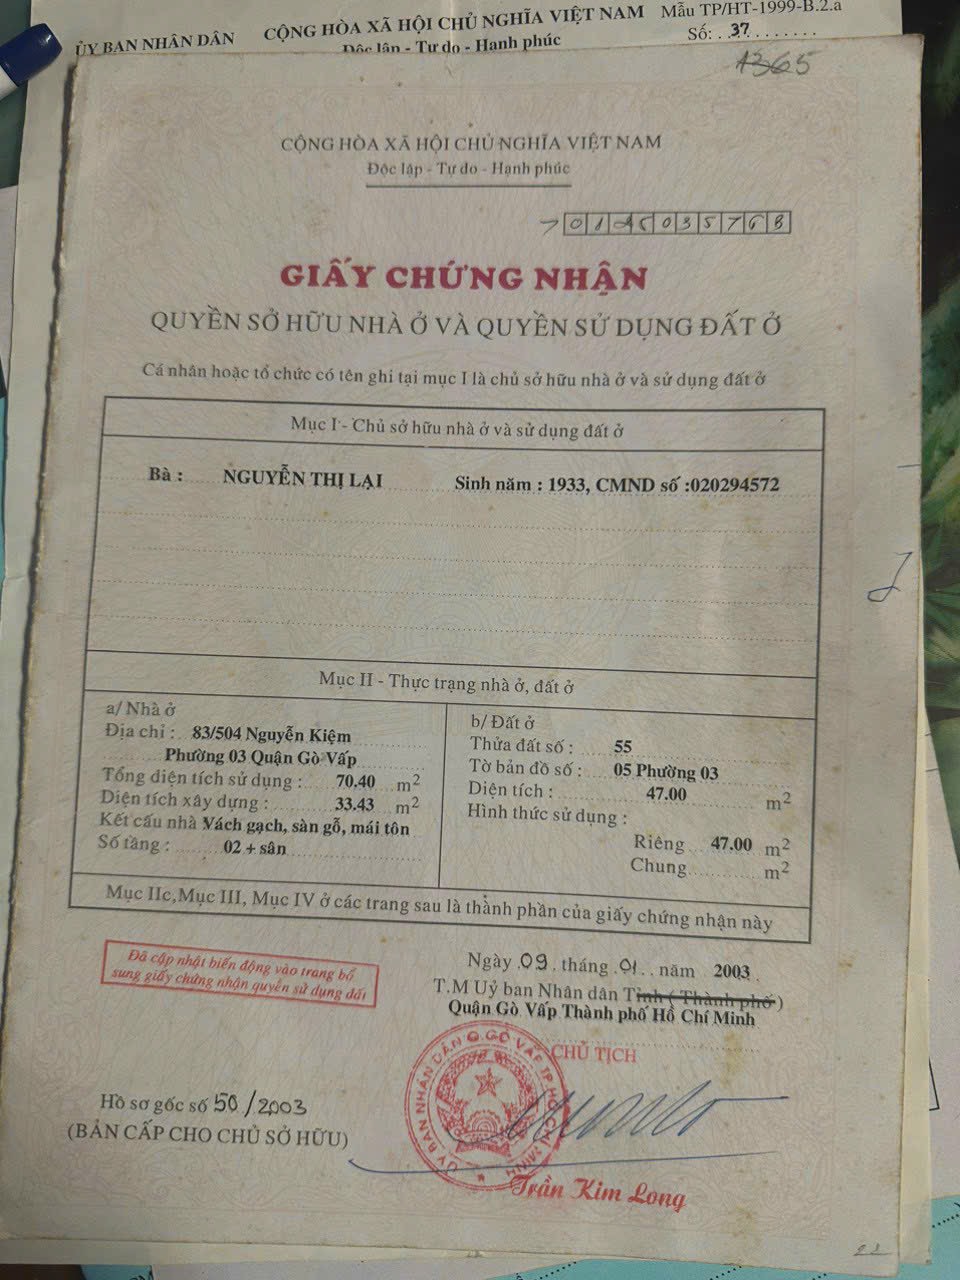 ỦY BAN NHÂN DÂN
CỘNG HÒA XÃ HỘI CHỦ NGHĨA VIỆT NAM
Mẫu TP/HT-1999-B.2.a
Độc lập - Tự do - Hạnh phúc
Số: . . 37 . . . . . . . .
1365
CỘNG HÒA XÃ HỘI CHỦ NGHĨA VIỆT NAM
Độc lập - Tự do - Hạnh phúc
GIẤY CHỨNG NHẬN
QUYỀN SỞ HỮU NHÀ Ở VÀ QUYỀN SỬ DỤNG ĐẤT Ở
Cá nhân hoặc tổ chức có tên ghi tại mục I là chủ sở hữu nhà ở và sử dụng đất ở
Mục I - Chủ sở hữu nhà ở và sử dụng đất ở
Bà : NGUYỄN THỊ LẠI Sinh năm : 1933, CMND số :020294572
Mục II - Thực trạng nhà ở, đất ở
a/ Nhà ở
Địa chỉ : 83/504 Nguyễn Kiệm
Phường 03 Quận Gò Vấp
Tổng diện tích sử dụng : 70.40 m2
Diện tích xây dựng : 33.43 m2
Kết cấu nhà Vách gạch, sàn gỗ, mái tôn
Số tầng : 02 + sân
b/ Đất ở
Thửa đất số : 55
Tờ bản đồ số : 05 Phường 03
Diện tích : 47.00 m2
Hình thức sử dụng :
Riêng 47.00 m2
Chung m2
Mục IIc,Mục III, Mục IV ở các trang sau là thành phần của giấy chứng nhận này
Đã cập nhật biến động vào trang bổ
sung giấy chứng nhận quyền sử dụng đất
Ngày 09 tháng 01 năm 2003
T.M Uỷ ban Nhân dân Tỉnh ( Thành phố )
Quận Gò Vấp Thành phố Hồ Chí Minh
CHỦ TỊCH
ỦY BAN NHÂN DÂN Q.GÒ VẤP TP.HỒ CHÍ MINH
Trần Kim Long
Hồ sơ gốc số 50/2003
(BẢN CẤP CHO CHỦ SỞ HỮU)